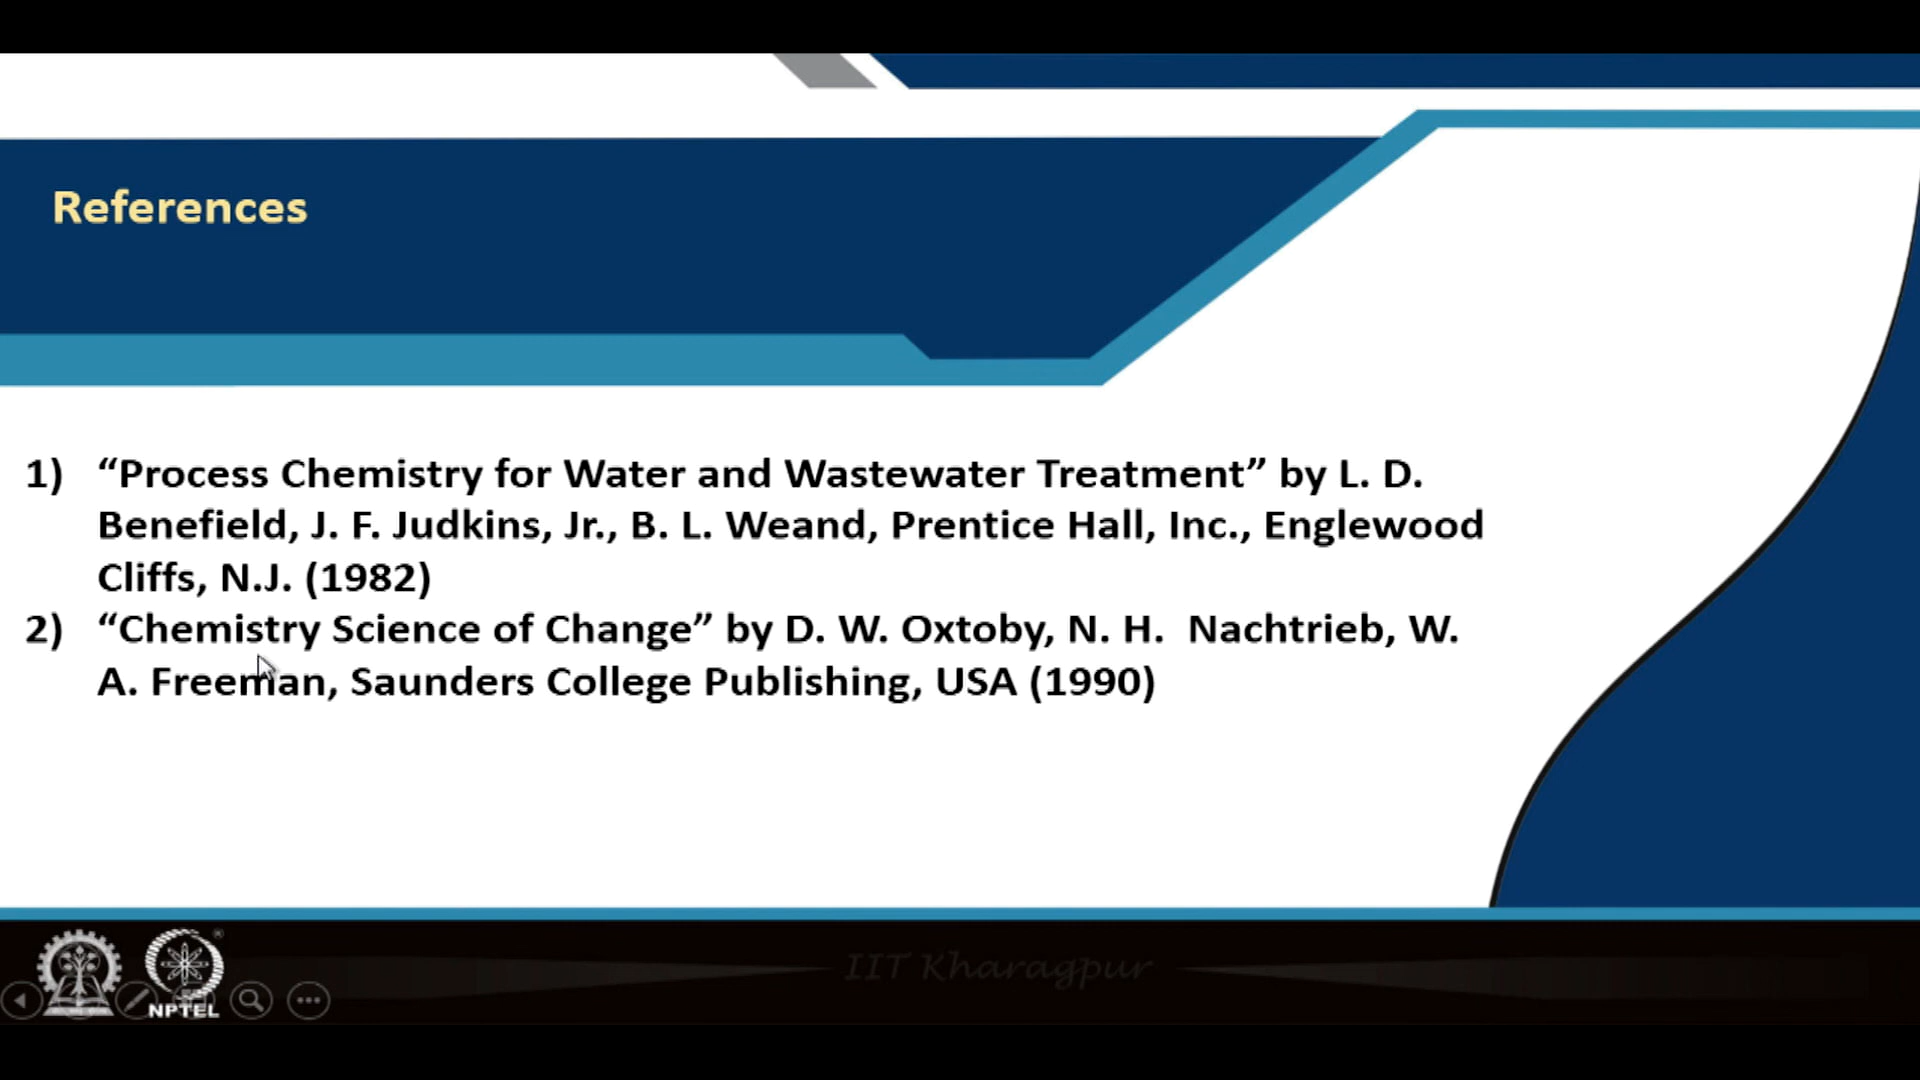 References
1) “Process Chemistry for Water and Wastewater Treatment” by L. D.
Benefield, J. F. Judkins, Jr., B. L. Weand, Prentice Hall, Inc., Englewood
Cliffs, N.J. (1982)
2) “Chemistry Science of Change” by D. W. Oxtoby, N. H. Nachtrieb, W.
A. Freeman, Saunders College Publishing, USA (1990)
IIT Kharagpur
®
NPTEL